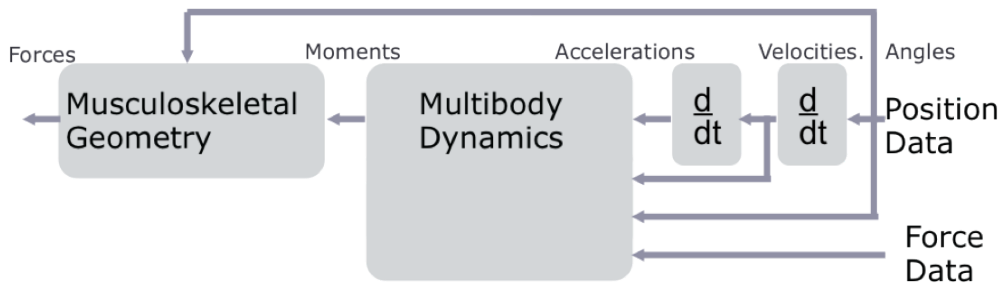 Forces
Moments
Accelerations
Velocities.
Angles
Musculoskeletal
Geometry
Multibody
Dynamics
d
dt
d
dt
Position
Data
Force
Data